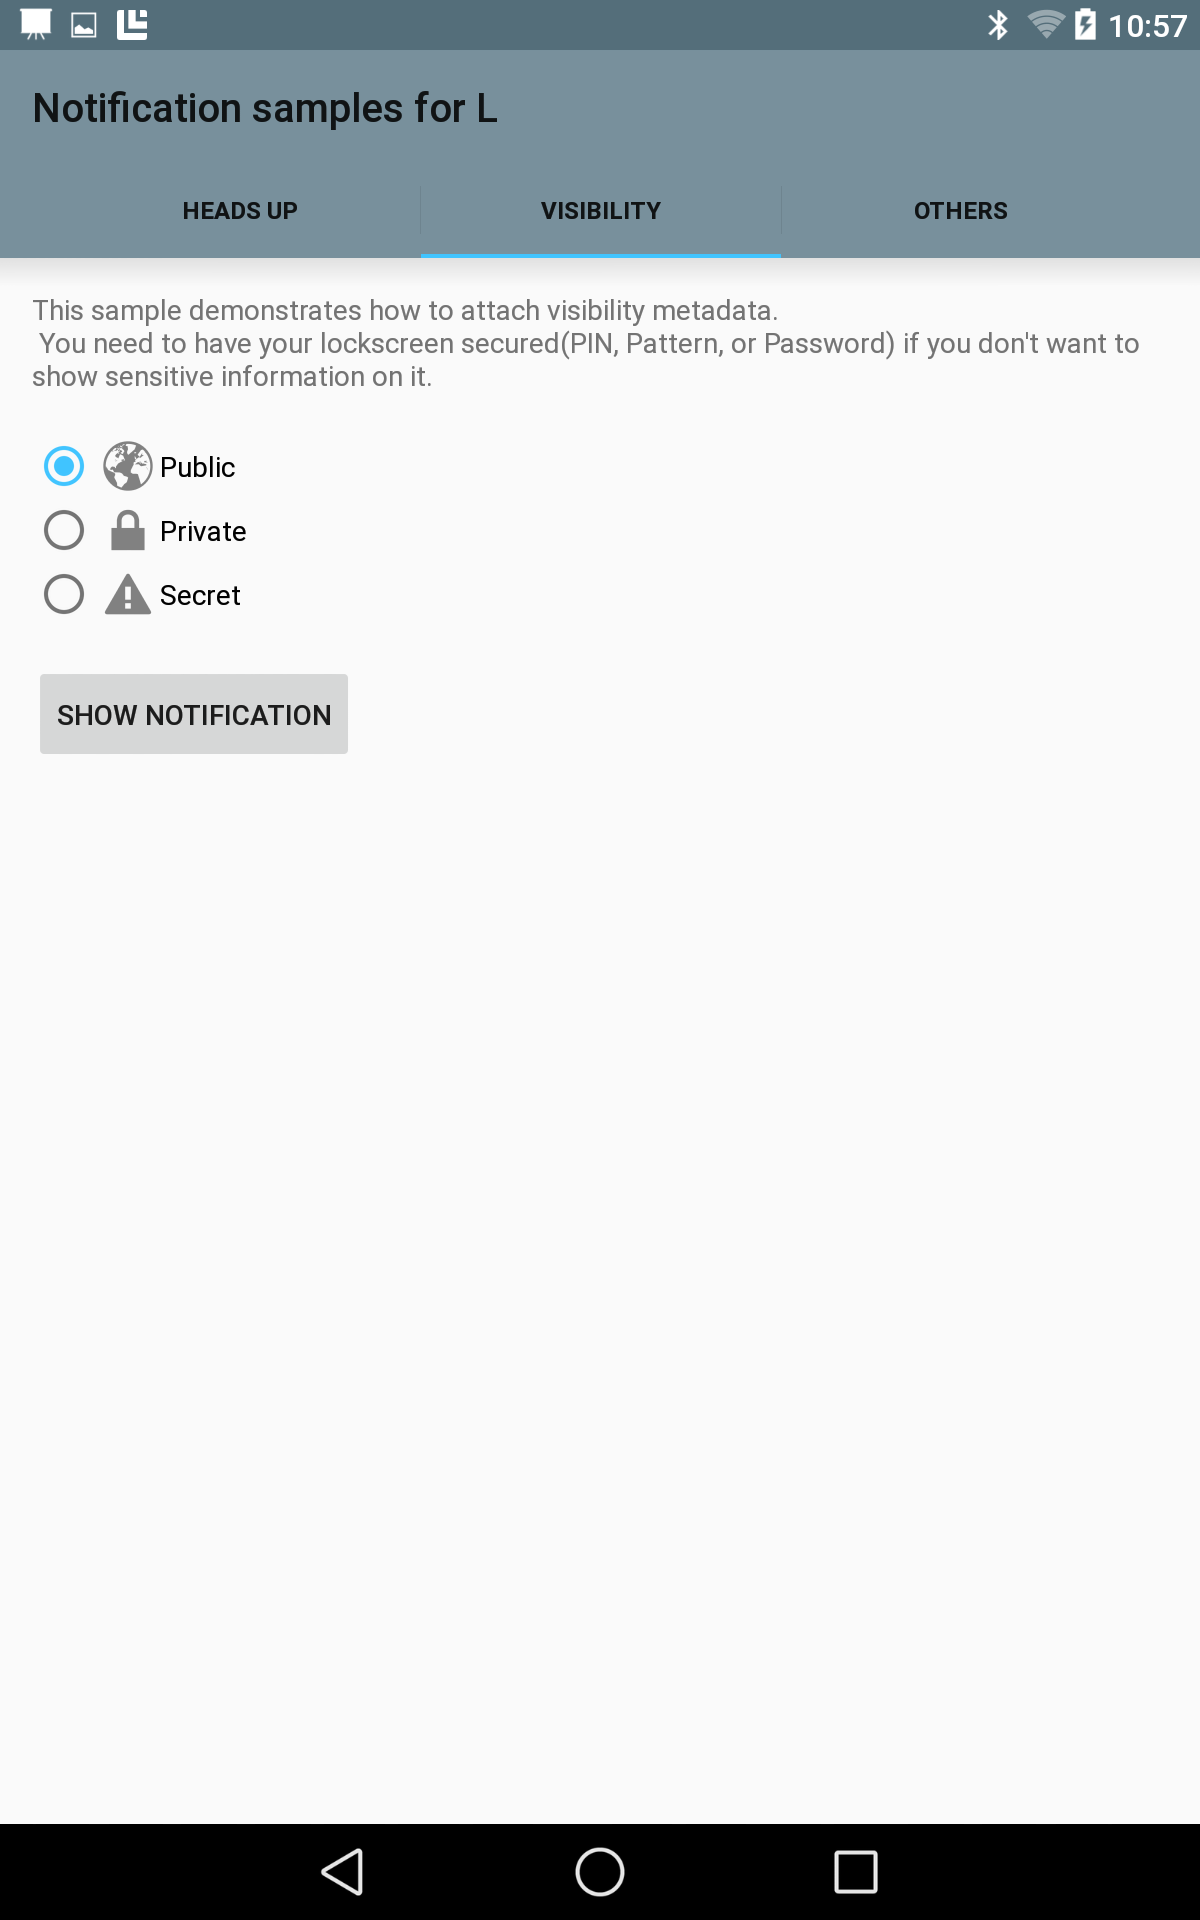 10:57
Notification samples for L
HEADS UP
VISIBILITY
OTHERS
This sample demonstrates how to attach visibility metadata.
You need to have your lockscreen secured(PIN, Pattern, or Password) if you don't want to
show sensitive information on it.
Public
Private
Secret
SHOW NOTIFICATION